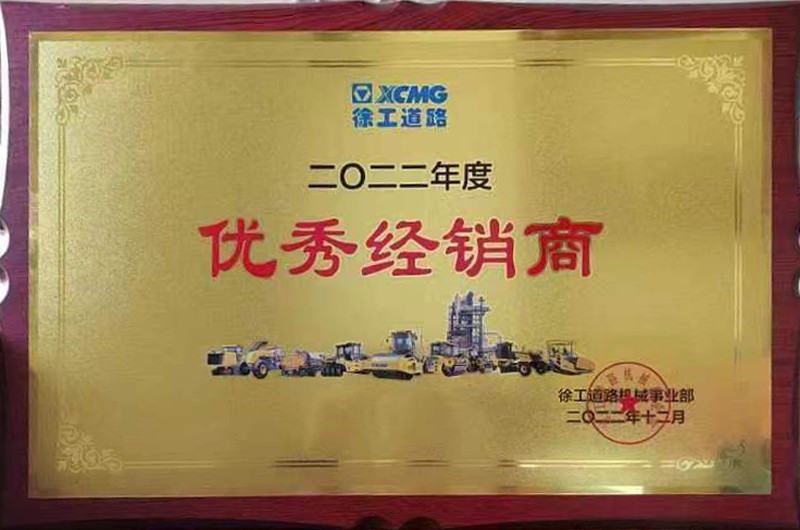 XCMG
徐工道路
二〇二二年度
优秀经销商
徐工道路机械事业部
二〇二二年十二月